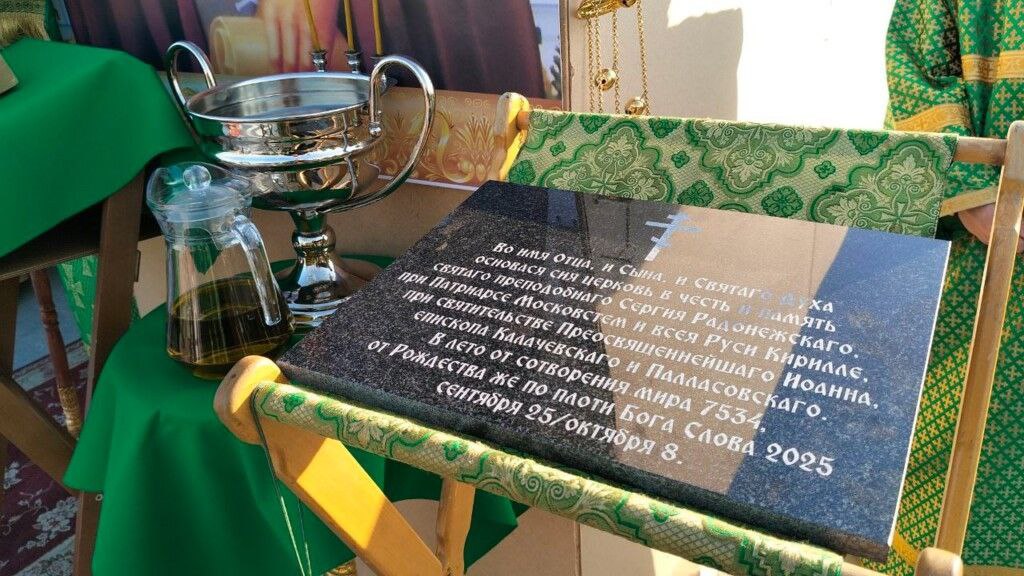 Во имя Отца, и Сына, и Святаго Духа
основася сия церковь в честь и память
святаго преподобнаго Сергия Радонежскаго,
при Патриарсе Московстем и всея Руси Кирилле,
при святительстве Преосвященнейшаго Иоанна,
епископа Калачевскаго и Палласовскаго,
в лето от сотворения мира 7534,
от Рождества же по плоти Бога Слова 2025
сентября 25/октября 8.